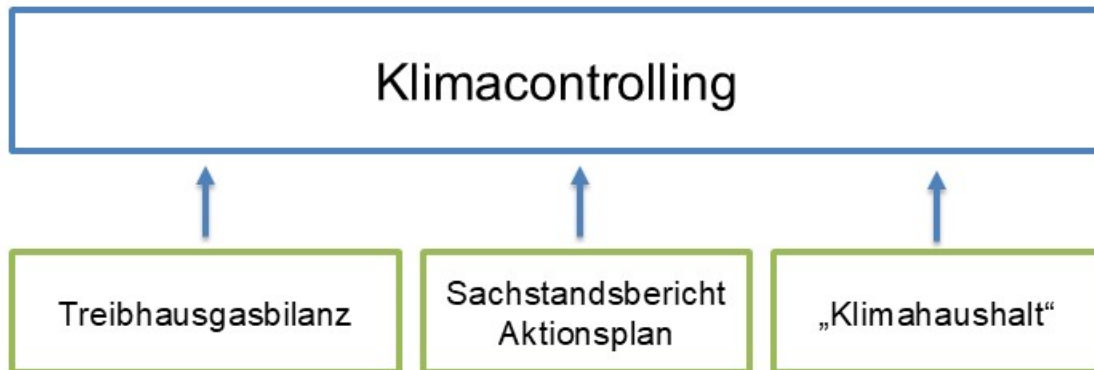 Klimacontrolling
Treibhausgasbilanz
Sachstandsbericht
Aktionsplan
„Klimahaushalt“